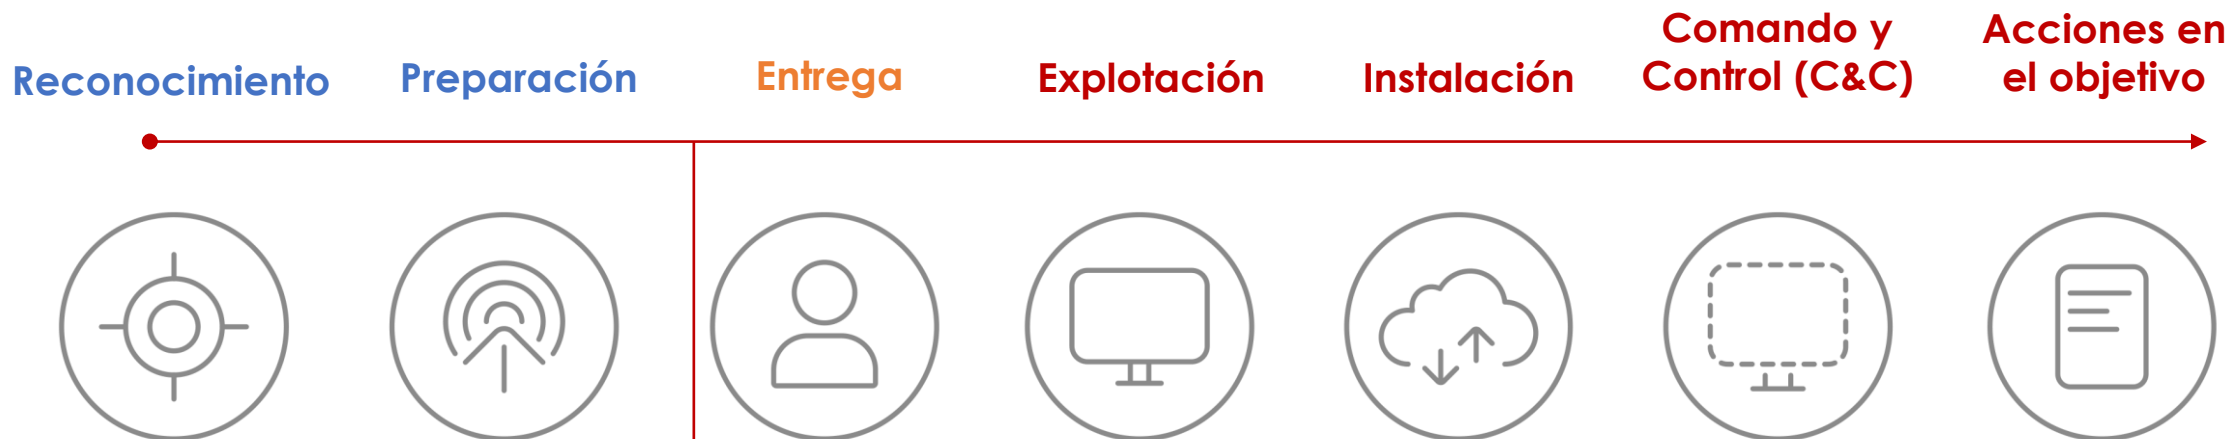 Reconocimiento
Preparación
Entrega
Explotación
Instalación
Comando y
Control (C&C)
Acciones en
el objetivo